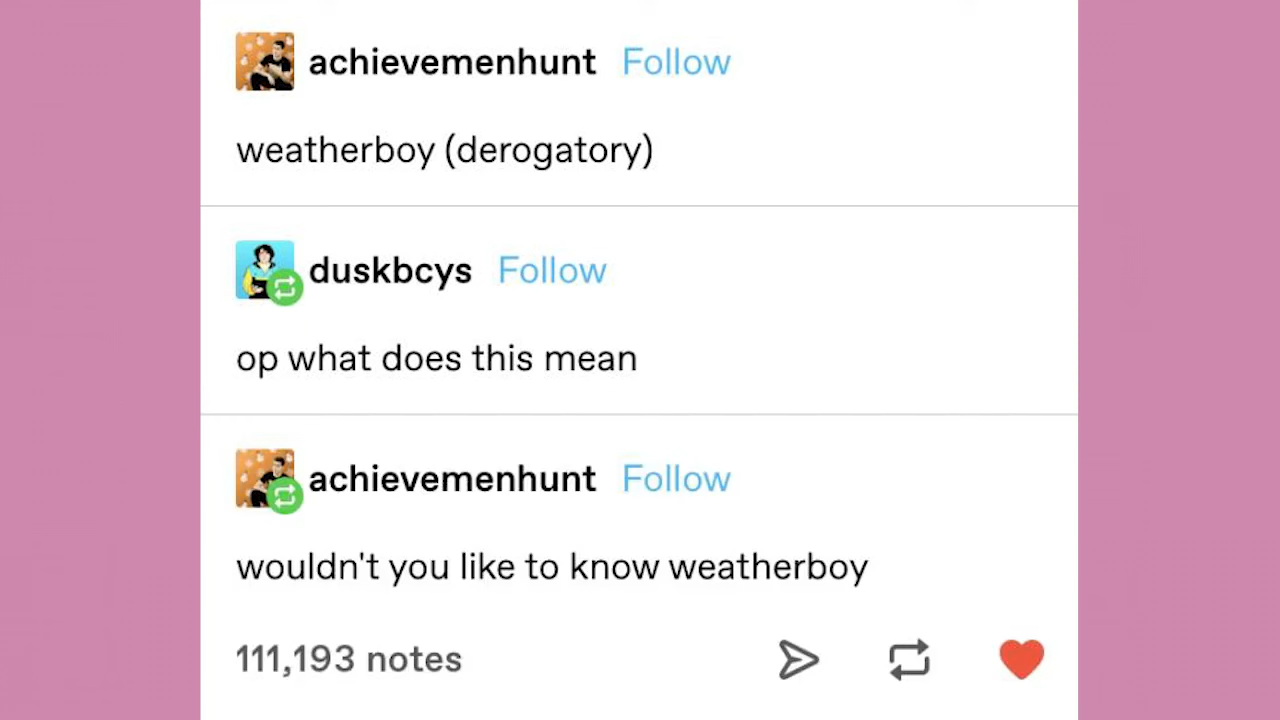 achievemenhunt Follow
weatherboy (derogatory)
duskbcys Follow
op what does this mean
achievemenhunt Follow
wouldn't you like to know weatherboy
111,193 notes